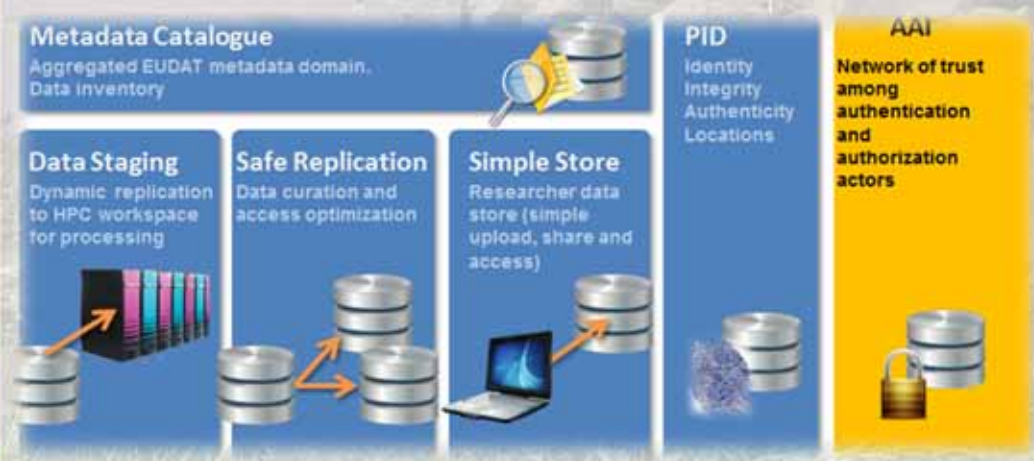 Metadata Catalogue
Aggregated EUDAT metadata domain.
Data inventory
Data Staging
Dynamic replication
to HPC workspace
for processing
Safe Replication
Data curation and
access optimization
Simple Store
Researcher data
store (simple
upload, share and
access)
PID
Identity
Integrity
Authenticity
Locations
AAI
Network of trust
among
authentication
and
authorization
actors